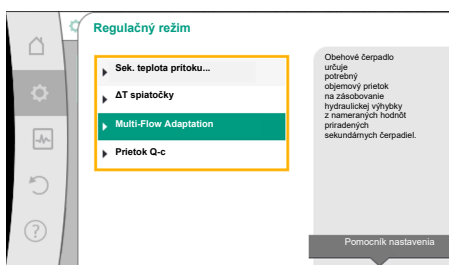 Regulačný režim
Sek. teplota prítoku...
ΔT spiatočky
Multi-Flow Adaptation
Prietok Q-c
Obehové čerpadlo
určuje
potrebný
objemový prietok
na zásobovanie
hydraulickej výhybky
z nameraných hodnôt
priradených
sekundárnych čerpadiel.
Pomocník nastavenia